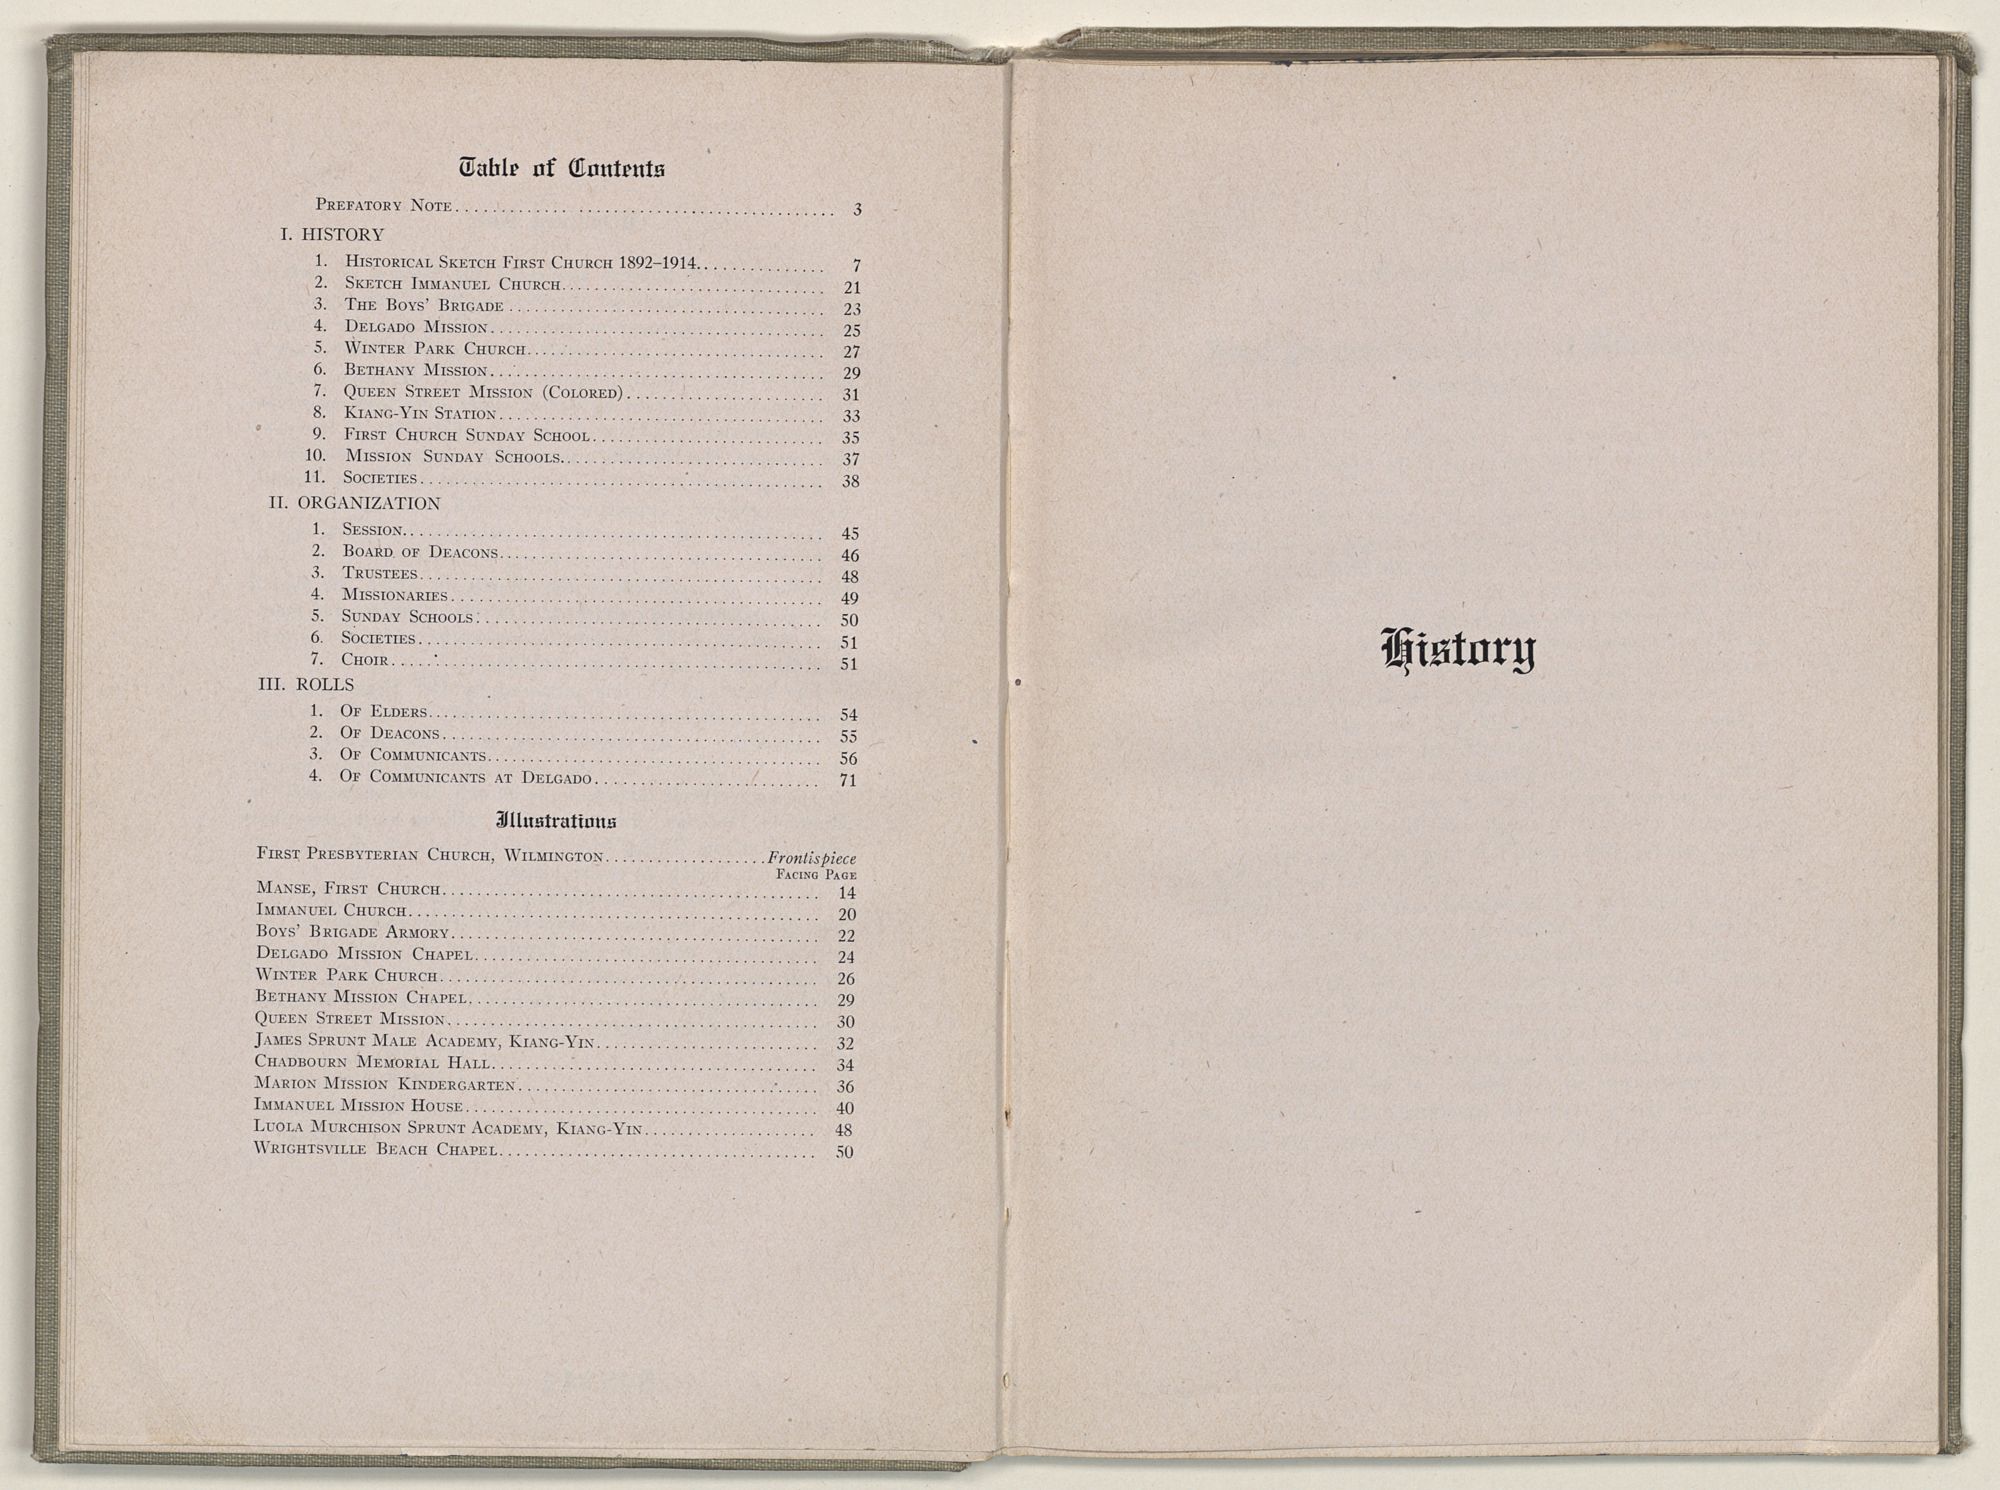 Table of Contents
Prefatory Note 3
I. HISTORY
1. Historical Sketch First Church 1892–1914 7
2. Sketch Immanuel Church 21
3. The Boys' Brigade 23
4. Delgado Mission 25
5. Winter Park Church 27
6. Bethany Mission 29
7. Queen Street Mission (Colored) 31
8. Kiang-Yin Station 33
9. First Church Sunday School 35
10. Mission Sunday Schools 37
11. Societies 38
II. ORGANIZATION
1. Session 45
2. Board of Deacons 46
3. Trustees 48
4. Missionaries 49
5. Sunday Schools 50
6. Societies 51
7. Choir 51
III. ROLLS
1. Of Elders 54
2. Of Deacons 55
3. Of Communicants 56
4. Of Communicants at Delgado 71
Illustrations
First Presbyterian Church, Wilmington Frontispiece
Facing Page
Manse, First Church 14
Immanuel Church 20
Boys' Brigade Armory 22
Delgado Mission Chapel 24
Winter Park Church 26
Bethany Mission Chapel 29
Queen Street Mission 30
James Sprunt Male Academy, Kiang-Yin 32
Chadbourn Memorial Hall 34
Marion Mission Kindergarten 36
Immanuel Mission House 40
Luola Murchison Sprunt Academy, Kiang-Yin 48
Wrightsville Beach Chapel 50
History